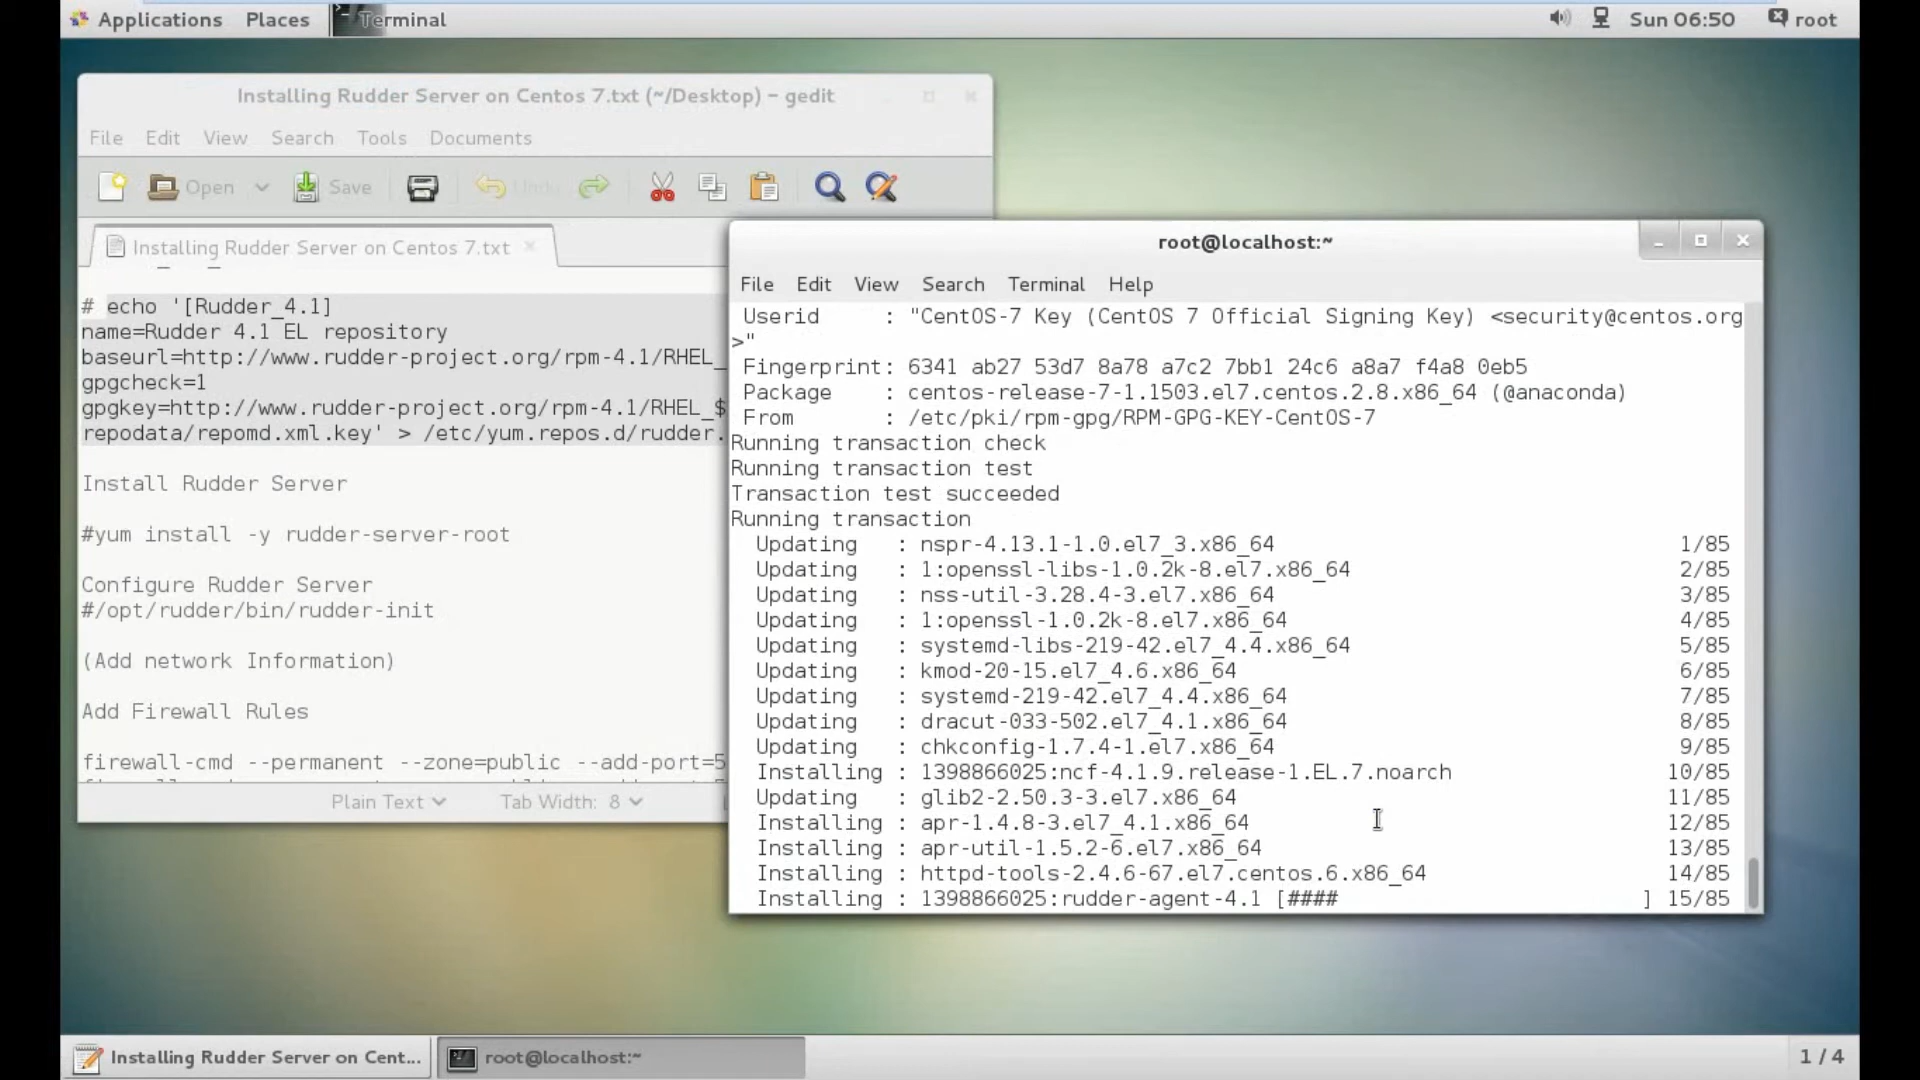 Applications Places Terminal Sun 06:50 root
Installing Rudder Server on Centos 7.txt (~/Desktop) - gedit
File Edit View Search Tools Documents
Open Save Undo
Installing Rudder Server on Centos 7.txt
# echo '[Rudder_4.1]
name=Rudder 4.1 EL repository
baseurl=http://www.rudder-project.org/rpm-4.1/RHEL_
gpgcheck=1
gpgkey=http://www.rudder-project.org/rpm-4.1/RHEL_$
repodata/repomd.xml.key' > /etc/yum.repos.d/rudder.
Install Rudder Server
#yum install -y rudder-server-root
Configure Rudder Server
#/opt/rudder/bin/rudder-init
(Add network Information)
Add Firewall Rules
firewall-cmd --permanent --zone=public --add-port=5
Plain Text Tab Width: 8
root@localhost:~
File Edit View Search Terminal Help
Userid : "CentOS-7 Key (CentOS 7 Official Signing Key) <security@centos.org
>"
Fingerprint: 6341 ab27 53d7 8a78 a7c2 7bb1 24c6 a8a7 f4a8 0eb5
Package : centos-release-7-1.1503.el7.centos.2.8.x86_64 (@anaconda)
From : /etc/pki/rpm-gpg/RPM-GPG-KEY-CentOS-7
Running transaction check
Running transaction test
Transaction test succeeded
Running transaction
Updating : nspr-4.13.1-1.0.el7_3.x86_64 1/85
Updating : 1:openssl-libs-1.0.2k-8.el7.x86_64 2/85
Updating : nss-util-3.28.4-3.el7.x86_64 3/85
Updating : 1:openssl-1.0.2k-8.el7.x86_64 4/85
Updating : systemd-libs-219-42.el7_4.4.x86_64 5/85
Updating : kmod-20-15.el7_4.6.x86_64 6/85
Updating : systemd-219-42.el7_4.4.x86_64 7/85
Updating : dracut-033-502.el7_4.1.x86_64 8/85
Updating : chkconfig-1.7.4-1.el7.x86_64 9/85
Installing : 1398866025:ncf-4.1.9.release-1.EL.7.noarch 10/85
Updating : glib2-2.50.3-3.el7.x86_64 11/85
Installing : apr-1.4.8-3.el7_4.1.x86_64 12/85
Installing : apr-util-1.5.2-6.el7.x86_64 13/85
Installing : httpd-tools-2.4.6-67.el7.centos.6.x86_64 14/85
Installing : 1398866025:rudder-agent-4.1 [#### ] 15/85
Installing Rudder Server on Cent... root@localhost:~ 1 / 4